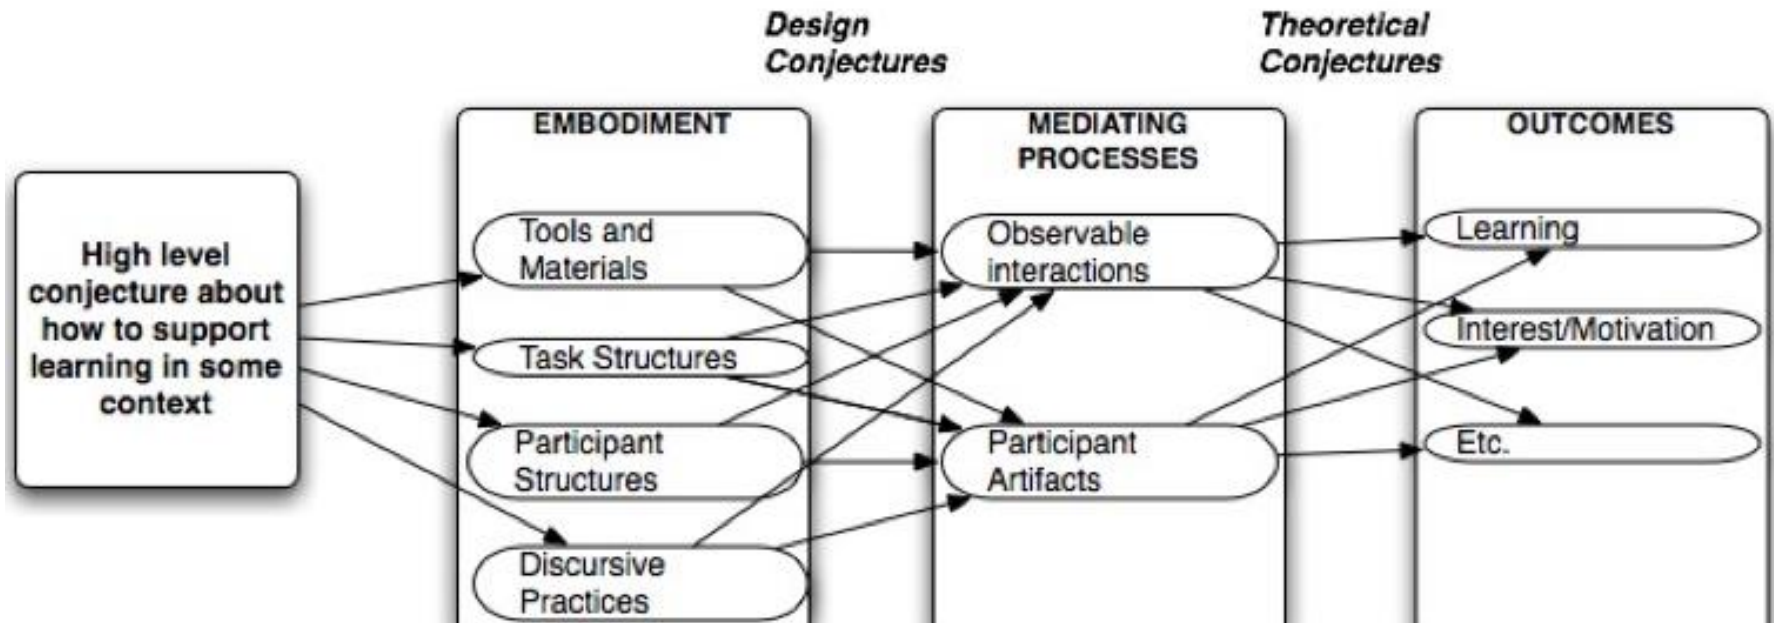 Design
Conjectures
Theoretical
Conjectures
High level
conjecture about
how to support
learning in some
context
EMBODIMENT
Tools and
Materials
Task Structures
Participant
Structures
Discursive
Practices
MEDIATING
PROCESSES
Observable
interactions
Participant
Artifacts
OUTCOMES
Learning
Interest/Motivation
Etc.